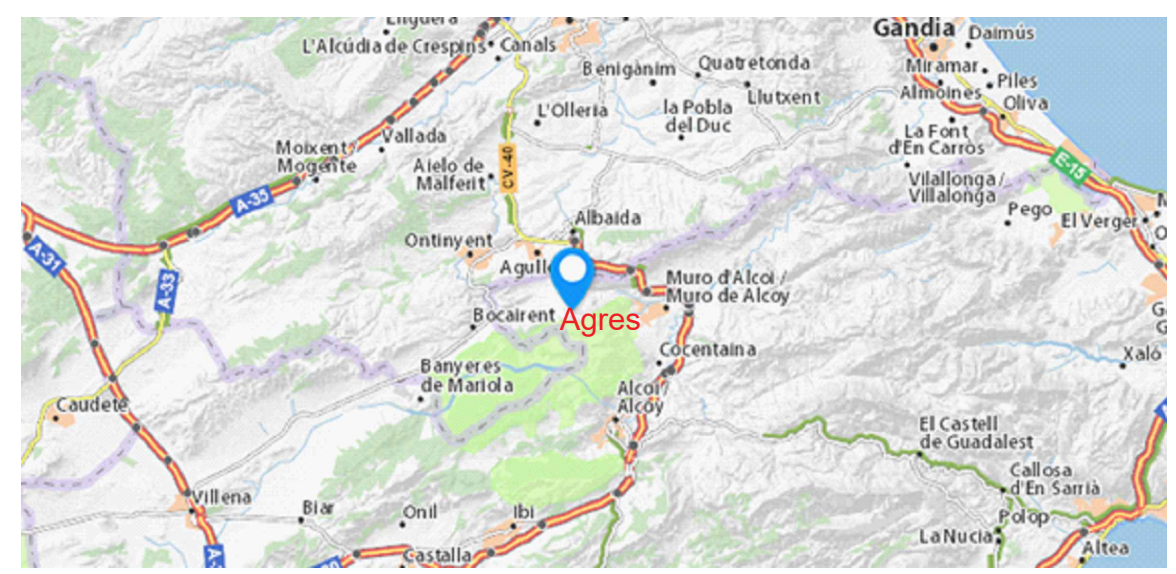 L'Alcúdia de Crespins
Canals
Gandia
Daimús
Beniganim
Quatretonda
Miramar
Piles
Almoines
Oliva
Llutxent
la Pobla
del Duc
L'Olleria
Vallada
Moixent /
Mogente
Aielo de
Malferit
CV-40
La Font
d'En Carròs
E-15
Vilallonga /
Villalonga
A-35
Albaida
Pego
El Verger
Ontinyent
A-31
A-33
Agulle
Muro d'Alcoi /
Muro de Alcoy
Bocairent
Agres
Cocentaina
Xaló
Banyeres
de Mariola
Alcoi /
Alcoy
Caudete
El Castell
de Guadalest
Callosa
d'En Sarrià
Villena
Biar
Onil
Ibi
Polop
La Nucia
Altea
Castalla